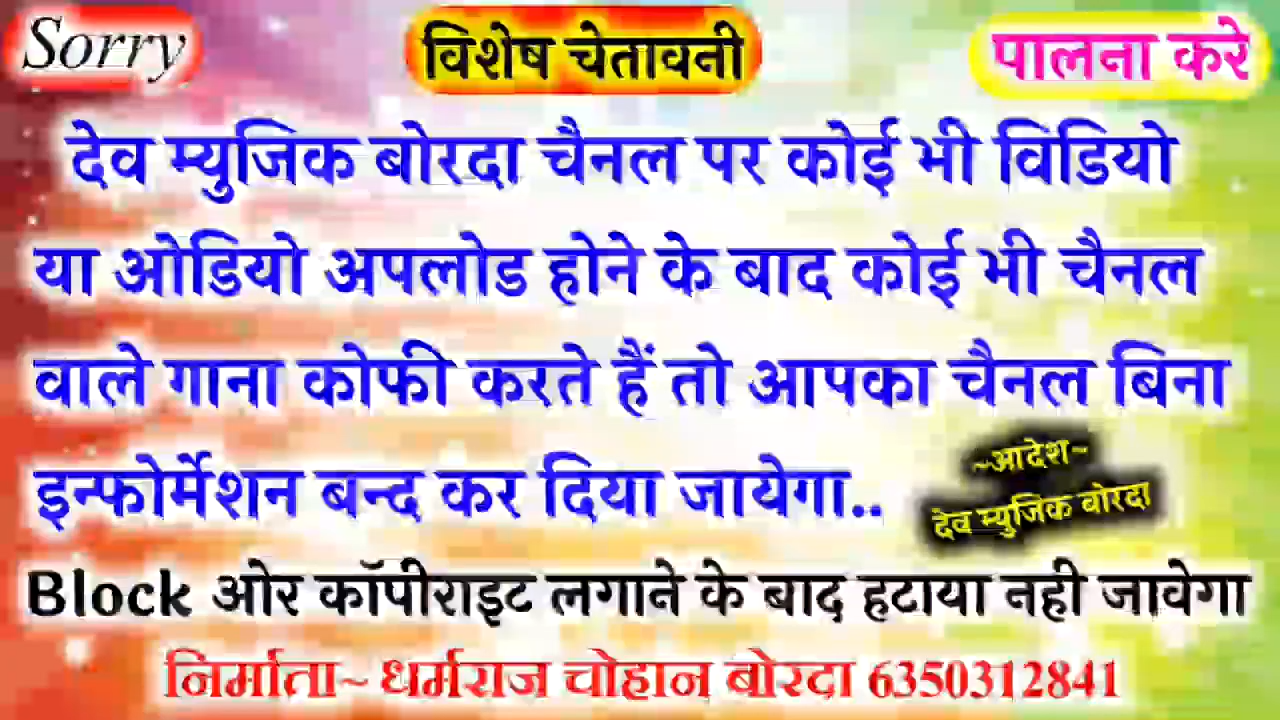 Sorry
विशेष चेतावनी
पालना करे
देव म्युजिक बोरदा चैनल पर कोई भी विडियो
या ओडियो अपलोड होने के बाद कोई भी चैनल
वाले गाना कोफी करते हैं तो आपका चैनल बिना
इन्फोर्मेशन बन्द कर दिया जायेगा..
~आदेश~
देव म्युजिक बोरदा
Block ओर कॉपीराइट लगाने के बाद हटाया नही जावेगा
निर्माता~ धर्मराज चोहान बोरदा 6350312841